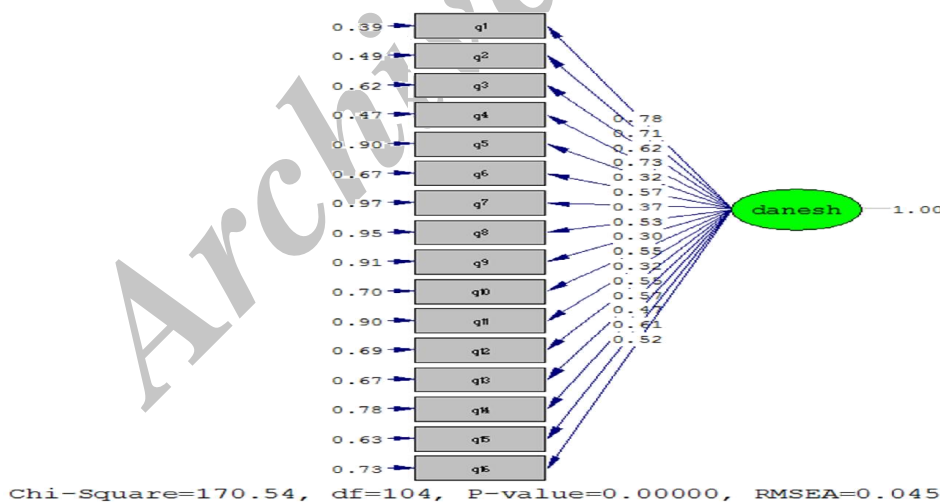 0.39 q1
0.49 q2
0.62 q3
0.47 q4
0.90 q5
0.67 q6
0.97 q7
0.95 q8
0.91 q9
0.70 q10
0.90 q11
0.69 q12
0.67 q13
0.78 q14
0.63 q15
0.73 q16
0.78
0.71
0.62
0.73
0.32
0.57
0.37
0.53
0.30
0.55
0.32
0.55
0.57
0.47
0.61
0.52
danesh 1.00
Chi-Square=170.54, df=104, P-value=0.00000, RMSEA=0.045